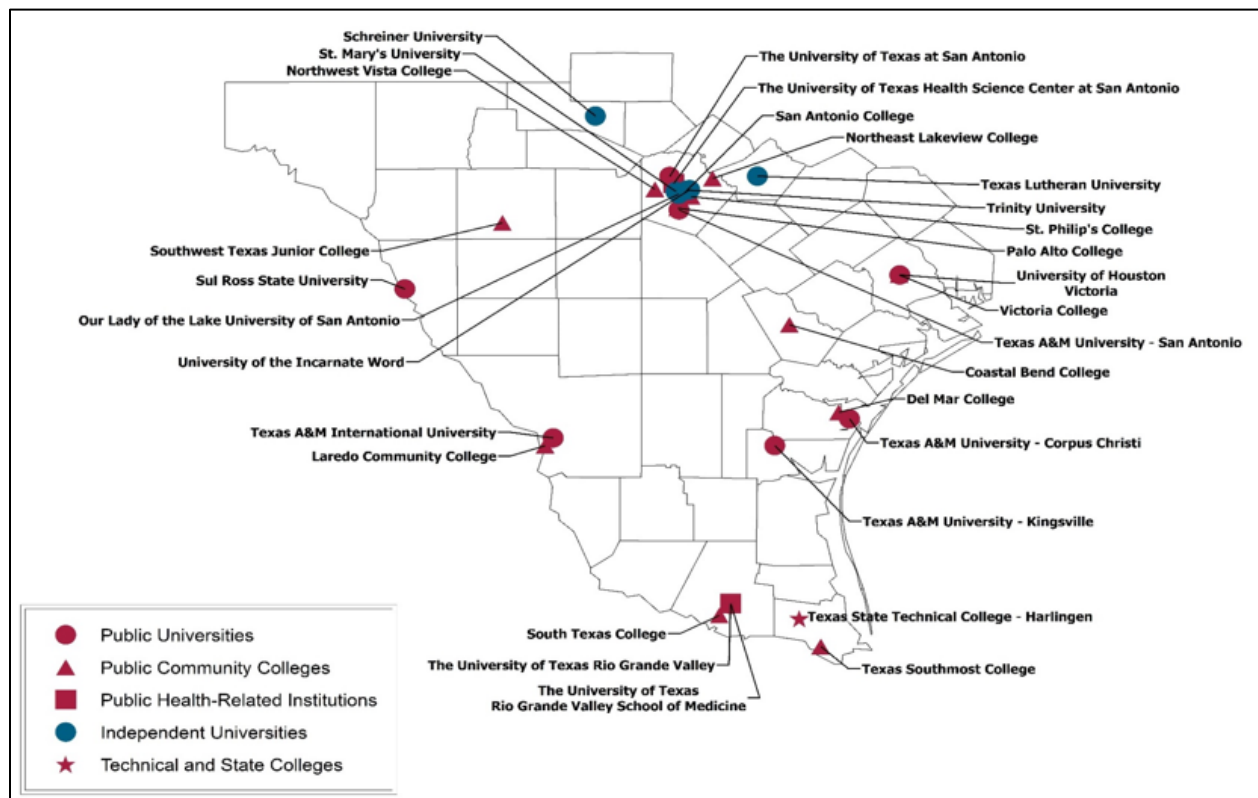 Schreiner University
St. Mary's University
Northwest Vista College
The University of Texas at San Antonio
The University of Texas Health Science Center at San Antonio
San Antonio College
Northeast Lakeview College
Texas Lutheran University
Trinity University
St. Philip's College
Palo Alto College
University of Houston
Victoria
Victoria College
Texas A&M University - San Antonio
Coastal Bend College
Del Mar College
Texas A&M University - Corpus Christi
Texas A&M University - Kingsville
Southwest Texas Junior College
Sul Ross State University
Our Lady of the Lake University of San Antonio
University of the Incarnate Word
Texas A&M International University
Laredo Community College
Texas State Technical College - Harlingen
South Texas College
The University of Texas Rio Grande Valley
Texas Southmost College
The University of Texas
Rio Grande Valley School of Medicine
Public Universities
Public Community Colleges
Public Health-Related Institutions
Independent Universities
Technical and State Colleges